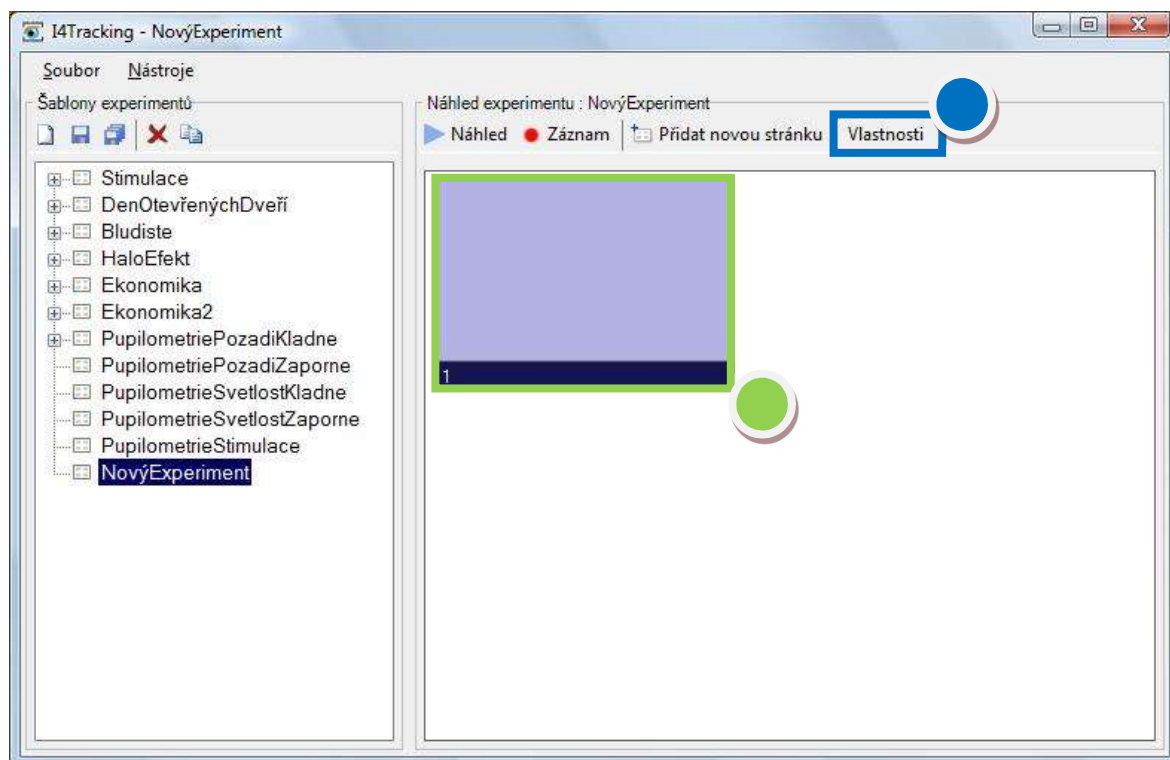 I4Tracking - NovýExperiment
Soubor Nástroje
Šablony experimentů
Náhled experimentu : NovýExperiment
Náhled Záznam Přidat novou stránku Vlastnosti
Stimulace
DenOtevřenýchDveří
Bludiste
HaloEfekt
Ekonomika
Ekonomika2
PupilometriePozadiKladne
PupilometriePozadiZaporne
PupilometrieSvetlostKladne
PupilometrieSvetlostZaporne
PupilometrieStimulace
NovýExperiment
1